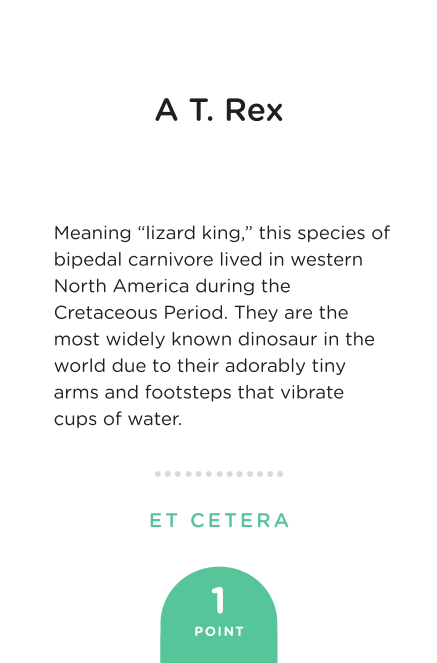 A T. Rex
Meaning “lizard king,” this species of
bipedal carnivore lived in western
North America during the
Cretaceous Period. They are the
most widely known dinosaur in the
world due to their adorably tiny
arms and footsteps that vibrate
cups of water.
ET CETERA
1
POINT